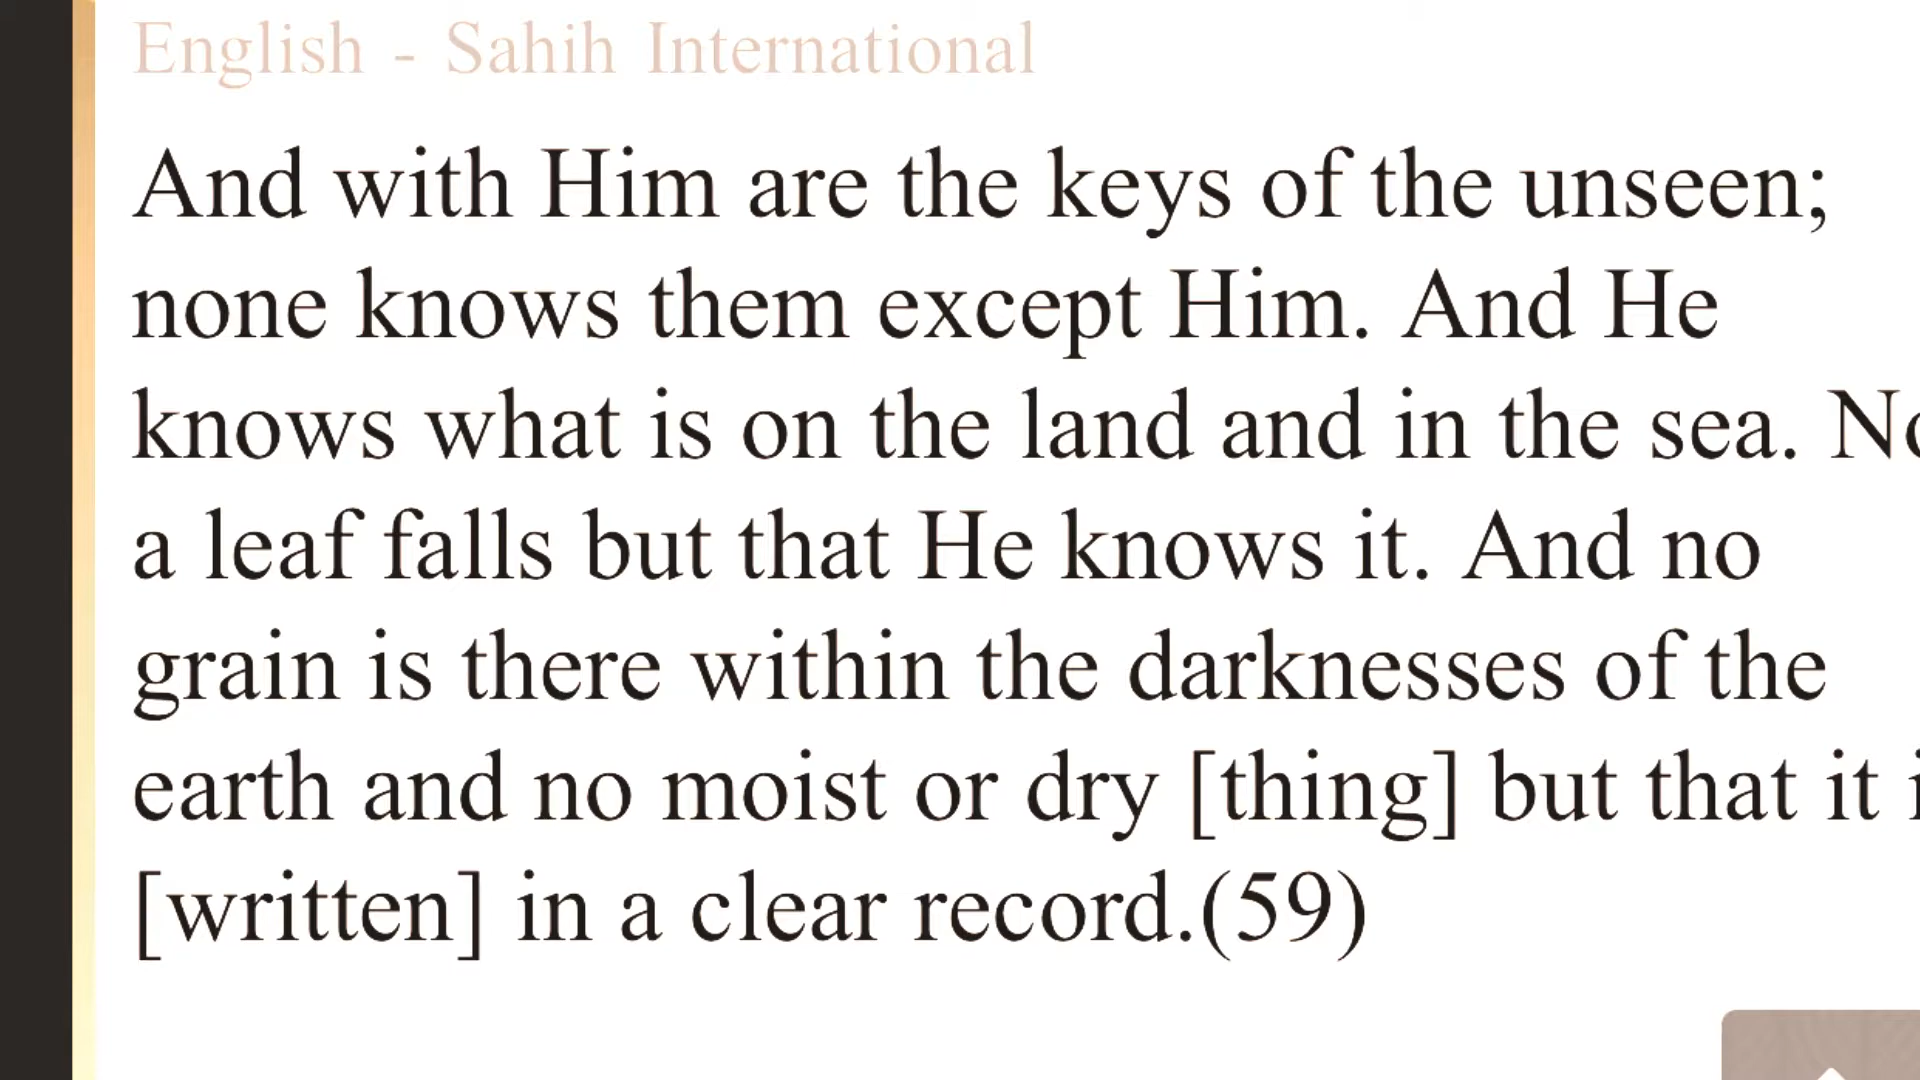 English - Sahih International
And with Him are the keys of the unseen;
none knows them except Him. And He
knows what is on the land and in the sea.
a leaf falls but that He knows it. And no
grain is there within the darknesses of the
earth and no moist or dry [thing] but that it
[written] in a clear record.(59)